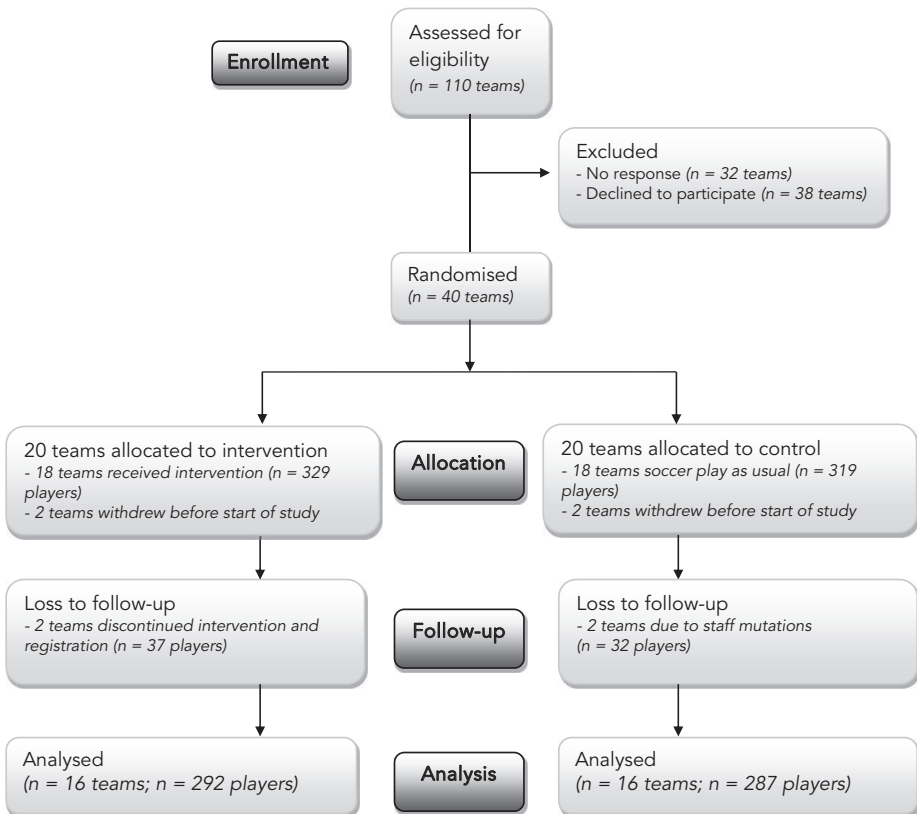 Enrollment
Assessed for
eligibility
(n = 110 teams)
Excluded
- No response (n = 32 teams)
- Declined to participate (n = 38 teams)
Randomised
(n = 40 teams)
20 teams allocated to intervention
- 18 teams received intervention (n = 329
players)
- 2 teams withdrew before start of study
Allocation
20 teams allocated to control
- 18 teams soccer play as usual (n = 319
players)
- 2 teams withdrew before start of study
Loss to follow-up
- 2 teams discontinued intervention and
registration (n = 37 players)
Follow-up
Loss to follow-up
- 2 teams due to staff mutations
(n = 32 players)
Analysed
(n = 16 teams; n = 292 players)
Analysis
Analysed
(n = 16 teams; n = 287 players)